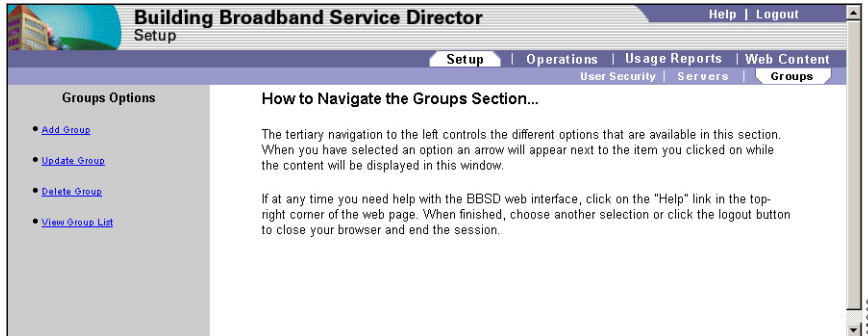 Building Broadband Service Director
Help | Logout
Setup
Setup | Operations | Usage Reports | Web Content
User Security | Servers | Groups
Groups Options
Add Group
Update Group
Delete Group
View Group List
How to Navigate the Groups Section...
The tertiary navigation to the left controls the different options that are available in this section.
When you have selected an option an arrow will appear next to the item you clicked on while
the content will be displayed in this window.
If at any time you need help with the BBSD web interface, click on the "Help" link in the top-
right corner of the web page. When finished, choose another selection or click the logout button
to close your browser and end the session.